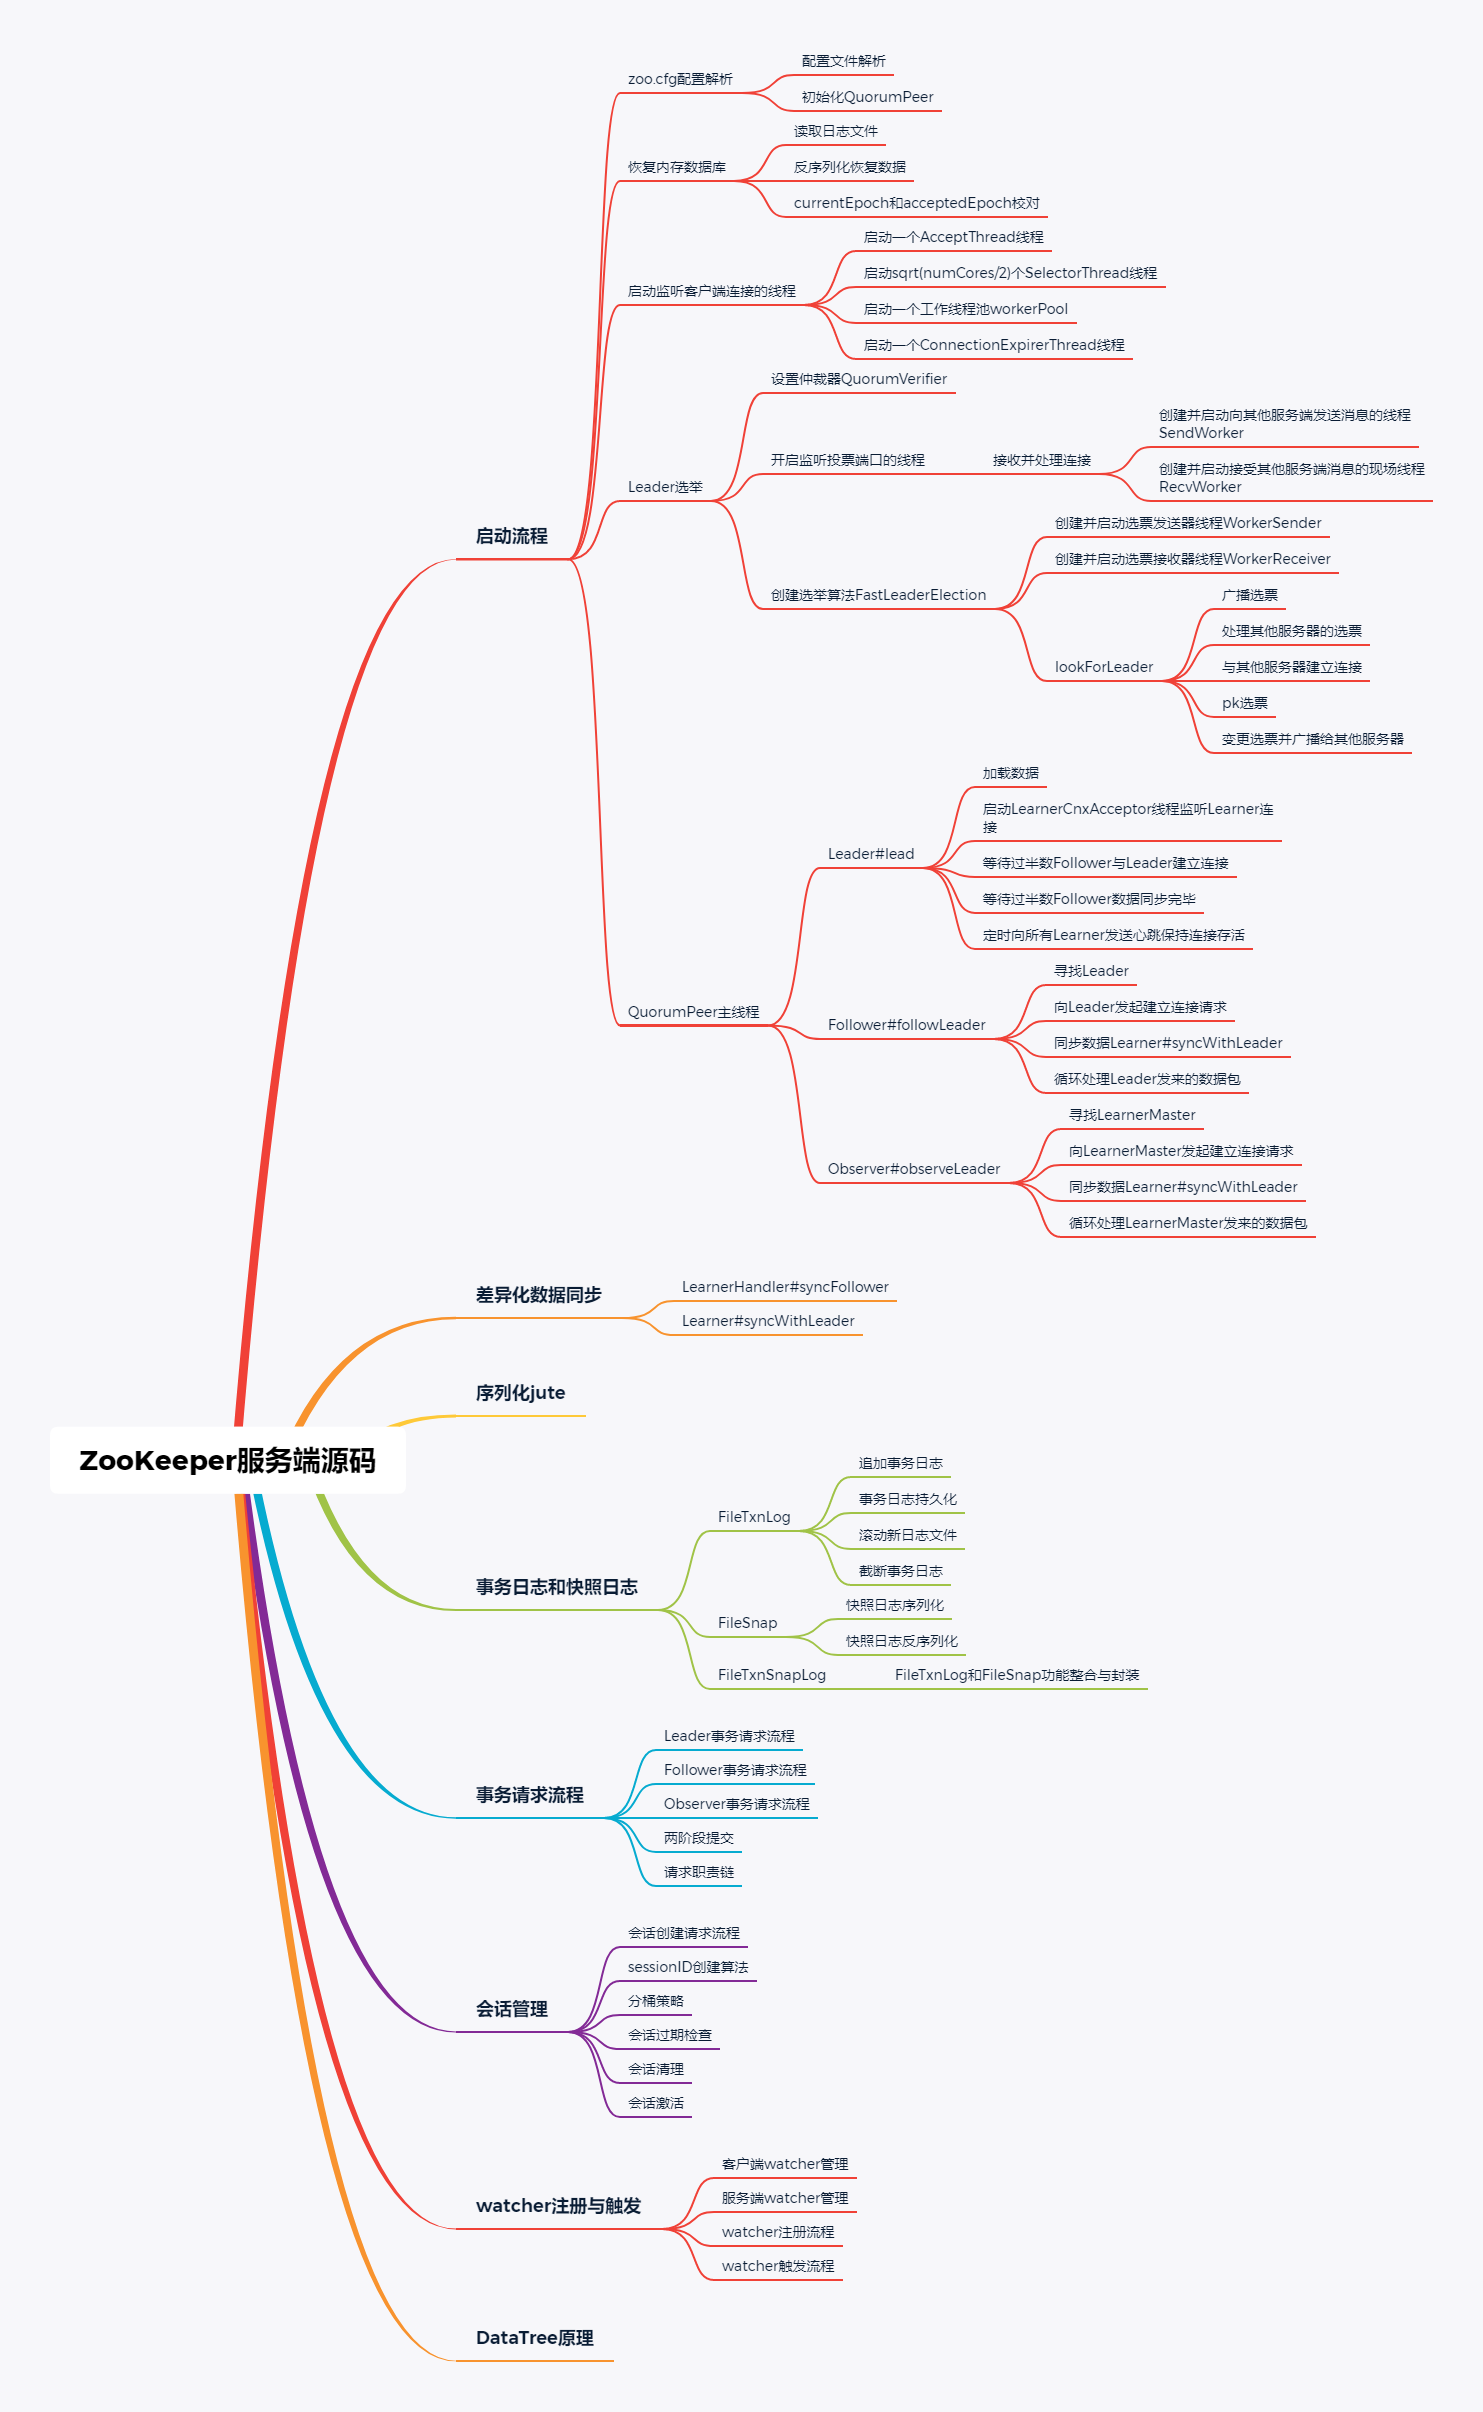 ZooKeeper服务端源码
启动流程
zoo.cfg配置解析
配置文件解析
初始化QuorumPeer
恢复内存数据库
读取日志文件
反序列化恢复数据
currentEpoch和acceptedEpoch校对
启动监听客户端连接的线程
启动一个AcceptThread线程
启动sqrt(numCores/2)个SelectorThread线程
启动一个工作线程池workerPool
启动一个ConnectionExpirerThread线程
Leader选举
设置仲裁器QuorumVerifier
开启监听投票端口的线程
接收并处理连接
创建并启动向其他服务端发送消息的线程
SendWorker
创建并启动接受其他服务端消息的现场线程
RecvWorker
创建选举算法FastLeaderElection
创建并启动选票发送器线程WorkerSender
创建并启动选票接收器线程WorkerReceiver
lookForLeader
广播选票
处理其他服务器的选票
与其他服务器建立连接
pk选票
变更选票并广播给其他服务器
QuorumPeer主线程
Leader#lead
加载数据
启动LearnerCnxAcceptor线程监听Learner连
接
等待过半数Follower与Leader建立连接
等待过半数Follower数据同步完毕
定时向所有Learner发送心跳保持连接存活
Follower#followLeader
寻找Leader
向Leader发起建立连接请求
同步数据Learner#syncWithLeader
循环处理Leader发来的数据包
Observer#observeLeader
寻找LearnerMaster
向LearnerMaster发起建立连接请求
同步数据Learner#syncWithLeader
循环处理LearnerMaster发来的数据包
差异化数据同步
LearnerHandler#syncFollower
Learner#syncWithLeader
序列化jute
事务日志和快照日志
FileTxnLog
追加事务日志
事务日志持久化
滚动新日志文件
截断事务日志
FileSnap
快照日志序列化
快照日志反序列化
FileTxnSnapLog
FileTxnLog和FileSnap功能整合与封装
事务请求流程
Leader事务请求流程
Follower事务请求流程
Observer事务请求流程
两阶段提交
请求职责链
会话管理
会话创建请求流程
sessionID创建算法
分桶策略
会话过期检查
会话清理
会话激活
watcher注册与触发
客户端watcher管理
服务端watcher管理
watcher注册流程
watcher触发流程
DataTree原理